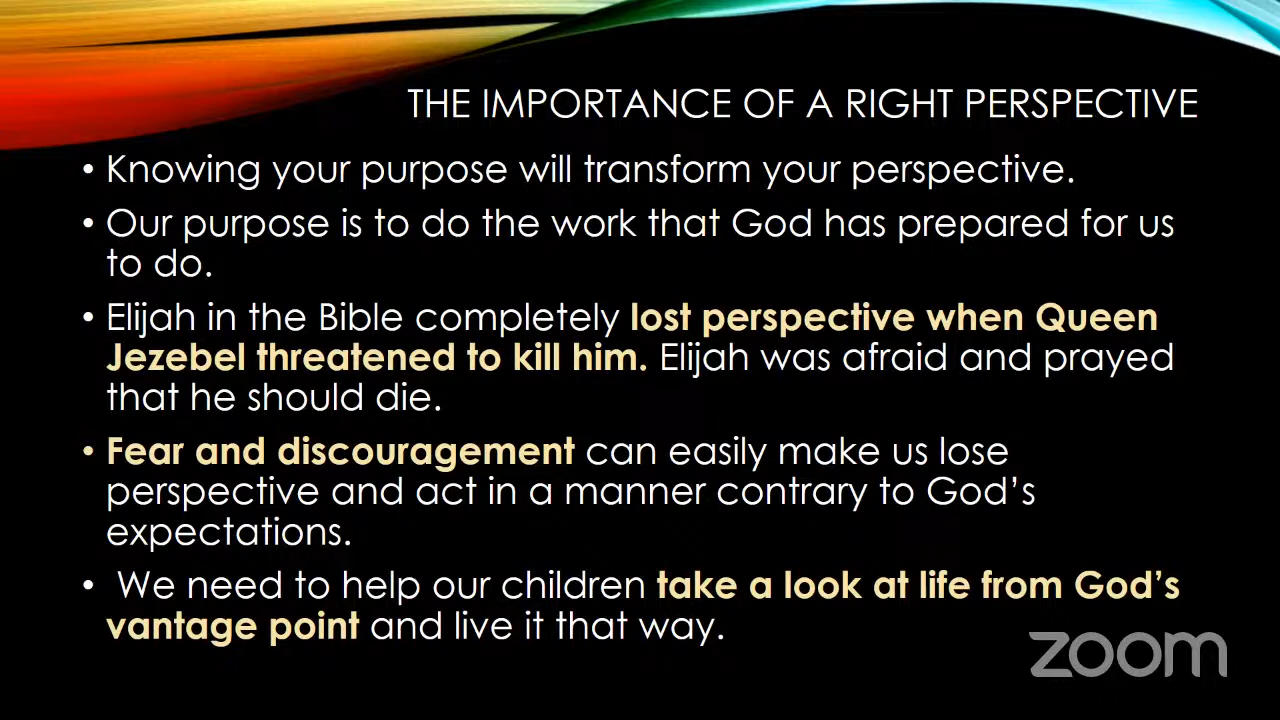 THE IMPORTANCE OF A RIGHT PERSPECTIVE
• Knowing your purpose will transform your perspective.
• Our purpose is to do the work that God has prepared for us
to do.
• Elijah in the Bible completely lost perspective when Queen
Jezebel threatened to kill him. Elijah was afraid and prayed
that he should die.
• Fear and discouragement can easily make us lose
perspective and act in a manner contrary to God’s
expectations.
• We need to help our children take a look at life from God’s
vantage point and live it that way.
zoom